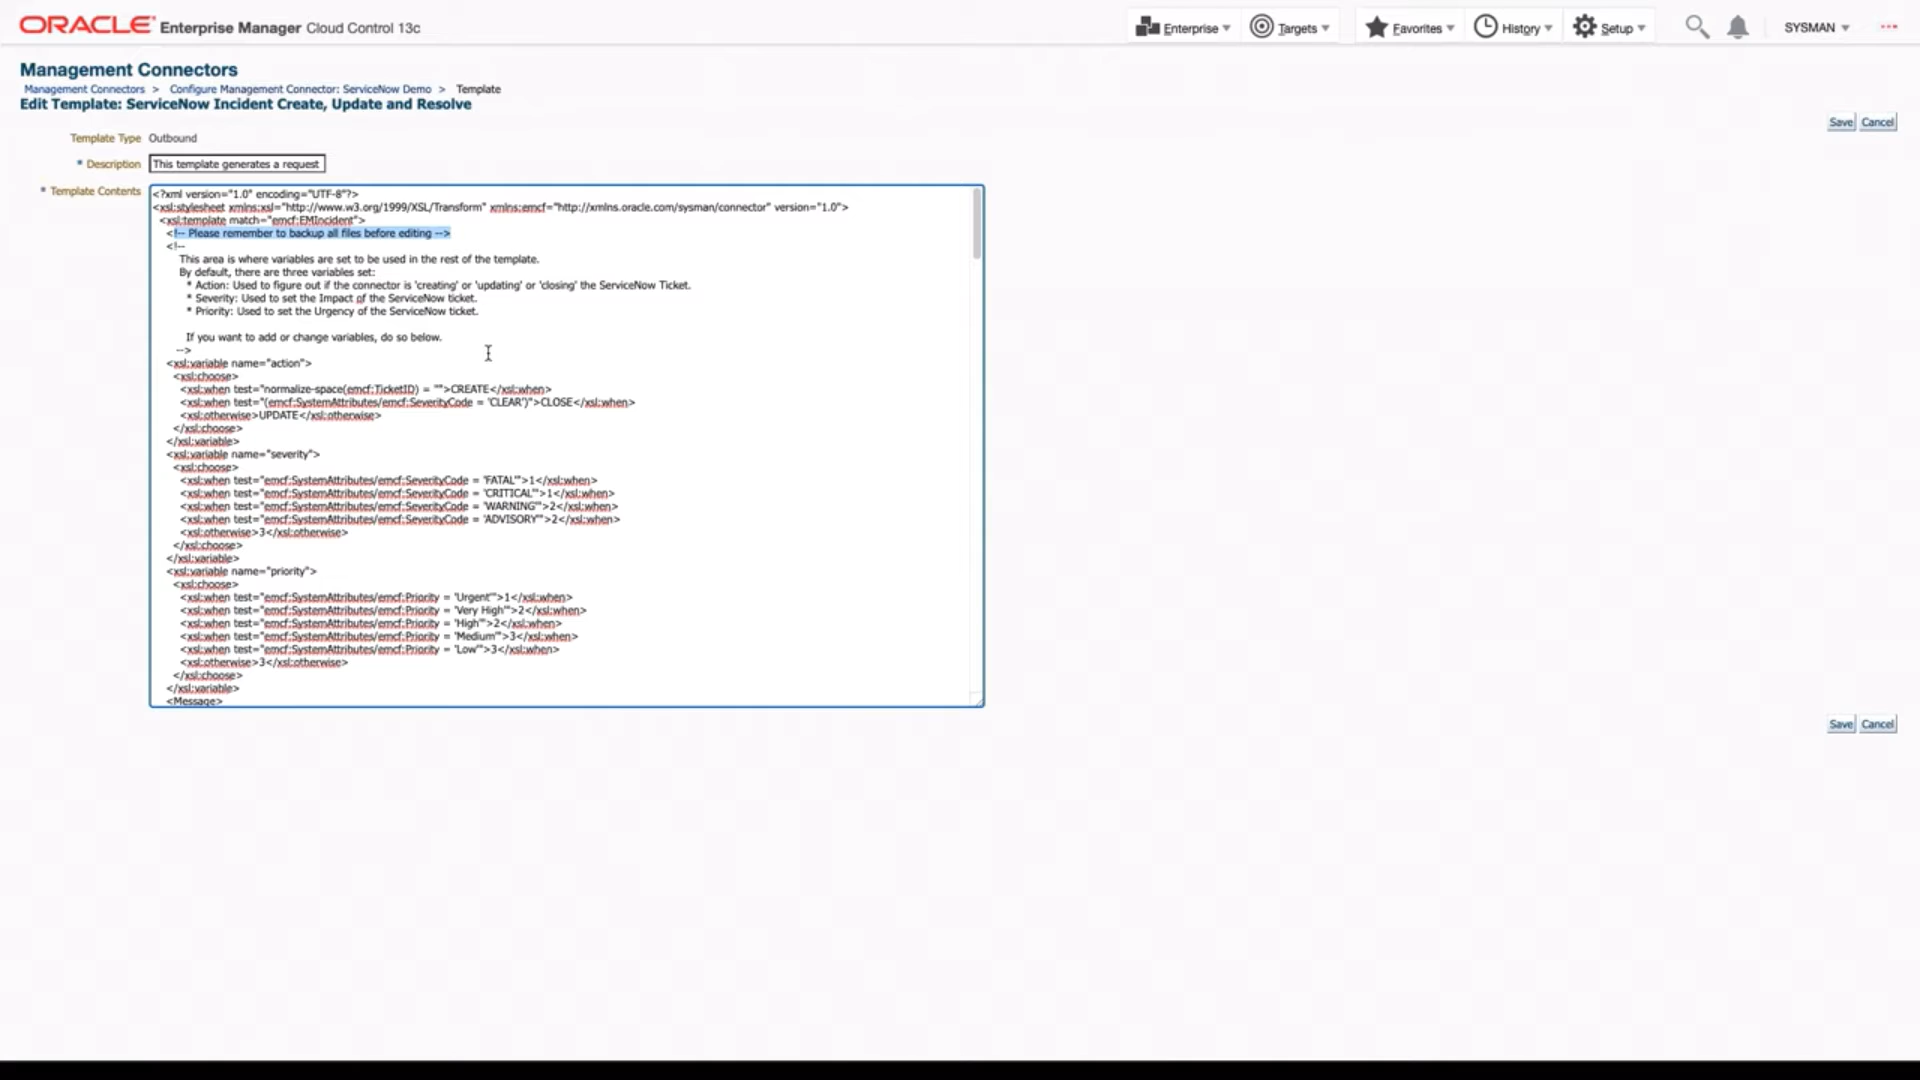 ORACLE Enterprise Manager Cloud Control 13c
Enterprise Targets Favorites History Setup SYSMAN
Management Connectors
Management Connectors > Configure Management Connector: ServiceNow Demo > Template
Edit Template: ServiceNow Incident Create, Update and Resolve
Save Cancel
Template Type Outbound
* Description This template generates a request
* Template Contents
<?xml version="1.0" encoding="UTF-8"?>
<xsl:stylesheet xmlns:xsl="http://www.w3.org/1999/XSL/Transform" xmlns:emcf="http://xmlns.oracle.com/sysman/connector" version="1.0">
<xsl:template match="emcf:EMIncident">
<!-- Please remember to backup all files before editing -->
<!--
This area is where variables are set to be used in the rest of the template.
By default, there are three variables set:
* Action: Used to figure out if the connector is 'creating' or 'updating' or 'closing' the ServiceNow Ticket.
* Severity: Used to set the Impact of the ServiceNow ticket.
* Priority: Used to set the Urgency of the ServiceNow ticket.
If you want to add or change variables, do so below.
-->
<xsl:variable name="action">
<xsl:choose>
<xsl:when test="normalize-space(emcf:TicketID) = ''">CREATE</xsl:when>
<xsl:when test="(emcf:SystemAttributes/emcf:SeverityCode = 'CLEAR')">CLOSE</xsl:when>
<xsl:otherwise>UPDATE</xsl:otherwise>
</xsl:choose>
</xsl:variable>
<xsl:variable name="severity">
<xsl:choose>
<xsl:when test="emcf:SystemAttributes/emcf:SeverityCode = 'FATAL'">1</xsl:when>
<xsl:when test="emcf:SystemAttributes/emcf:SeverityCode = 'CRITICAL'">1</xsl:when>
<xsl:when test="emcf:SystemAttributes/emcf:SeverityCode = 'WARNING'">2</xsl:when>
<xsl:when test="emcf:SystemAttributes/emcf:SeverityCode = 'ADVISORY'">2</xsl:when>
<xsl:otherwise>3</xsl:otherwise>
</xsl:choose>
</xsl:variable>
<xsl:variable name="priority">
<xsl:choose>
<xsl:when test="emcf:SystemAttributes/emcf:Priority = 'Urgent'">1</xsl:when>
<xsl:when test="emcf:SystemAttributes/emcf:Priority = 'Very High'">2</xsl:when>
<xsl:when test="emcf:SystemAttributes/emcf:Priority = 'High'">2</xsl:when>
<xsl:when test="emcf:SystemAttributes/emcf:Priority = 'Medium'">3</xsl:when>
<xsl:when test="emcf:SystemAttributes/emcf:Priority = 'Low'">3</xsl:when>
<xsl:otherwise>3</xsl:otherwise>
</xsl:choose>
</xsl:variable>
<Message>
Save Cancel